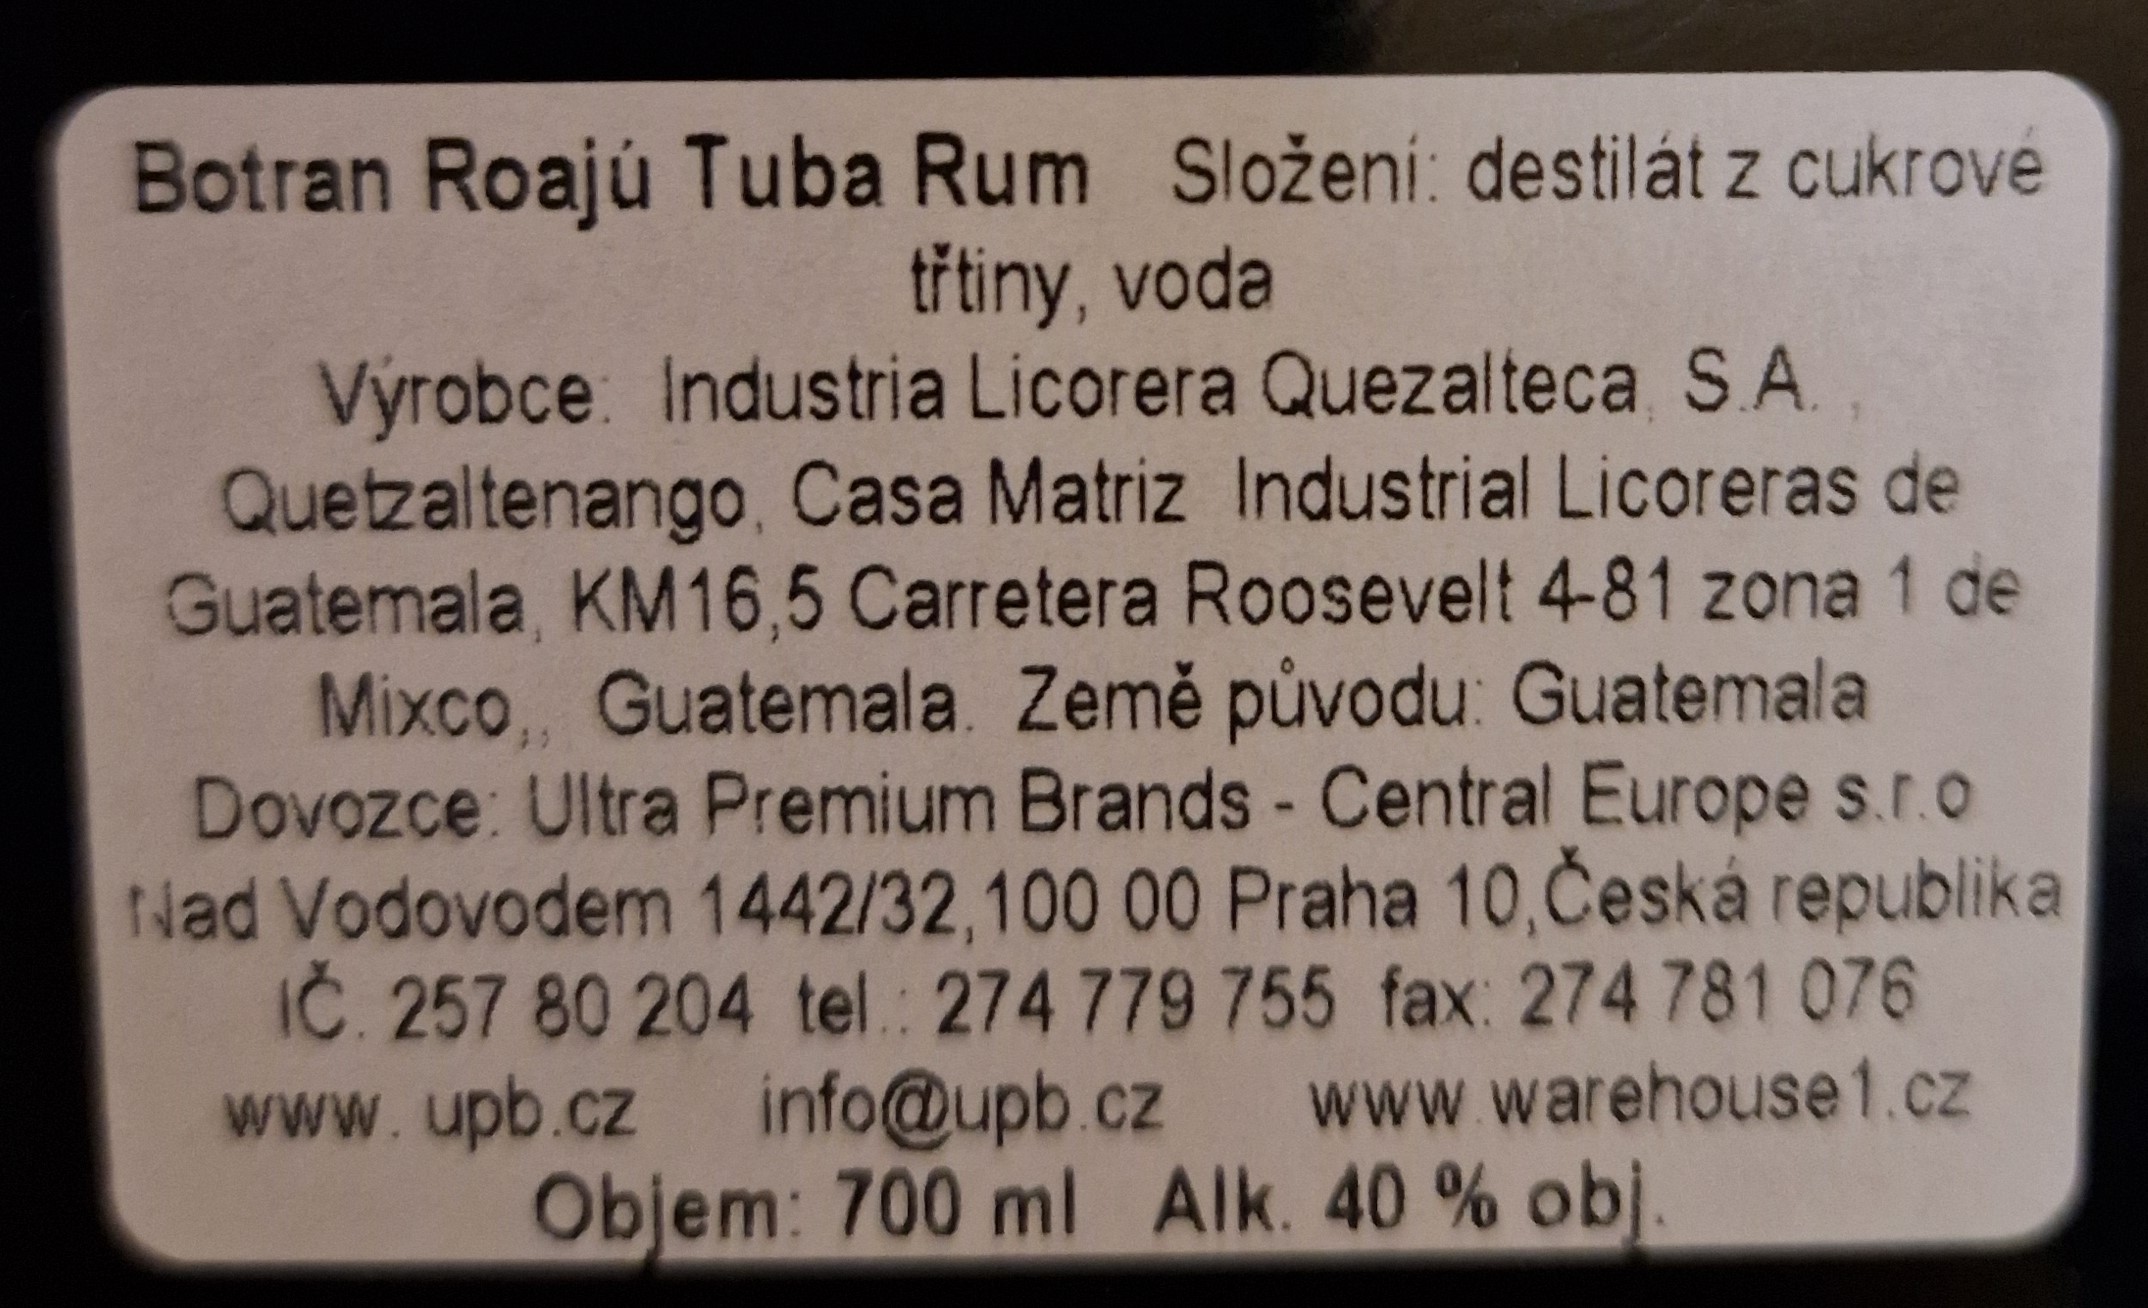 Botran Roajú Tuba Rum Složení: destilát z cukrové
třtiny, voda
Výrobce: Industria Licorera Quezalteca, S.A. ,
Quetzaltenango, Casa Matriz Industrial Licoreras de
Guatemala, KM16,5 Carretera Roosevelt 4-81 zona 1 de
Mixco,, Guatemala. Země původu: Guatemala
Dovozce: Ultra Premium Brands - Central Europe s.r.o
Nad Vodovodem 1442/32,100 00 Praha 10,Česká republika
IČ. 257 80 204 tel.: 274 779 755 fax: 274 781 076
www. upb.cz info@upb.cz www.warehouse1.cz
Objem: 700 ml Alk. 40 % obj.